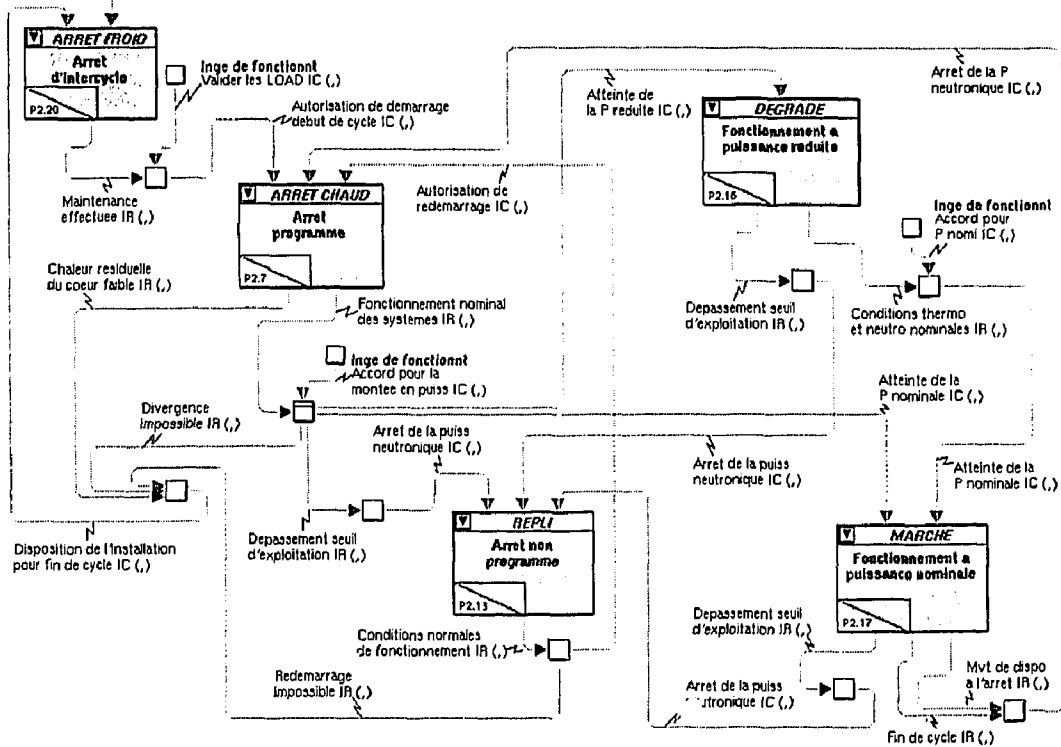 ARRET FROID
Arret
d'intercycle
P2.20
Inge de fonctionnt
Valider les LOAD IC (,)
Autorisation de demarrage
debut de cycle IC (,)
Maintenance
effectuee IR (,)
Atteinte de
la P reduite IC (,)
Arret de la P
neutronique IC (,)
DEGRADE
Fonctionnement a
puissance reduite
P2.16
ARRET CHAUD
Arret
programme
P2.7
Autorisation de
redemarrage IC (,)
Inge de fonctionnt
Accord pour
P nomi IC (,)
Chaleur residuelle
du coeur faible IR (,)
Fonctionnement nominal
des systemes IR (,)
Depassement seuil
d'exploitation IR (,)
Conditions thermo
et neutro nominales IR (,)
Inge de fonctionnt
Accord pour la
montee en puiss IC (,)
Atteinte de la
P nominale IC (,)
Divergence
Impossible IR (,)
Arret de la puiss
neutronique IC (,)
Arret de la puiss
neutronique IC (,)
Atteinte de la
P nominale IC (,)
Disposition de l'installation
pour fin de cycle IC (,)
Depassement seuil
d'exploitation IR (,)
REPLI
Arret non
programme
P2.13
MARCHE
Fonctionnement a
puissance nominale
P2.17
Conditions normales
de fonctionnement IR (,)
Depassement seuil
d'exploitation IR (,)
Redemarrage
Impossible IR (,)
Arret de la puiss
utronique IC (,)
Mvt de dispo
a l'arret IR (,)
Fin de cycle IR (,)